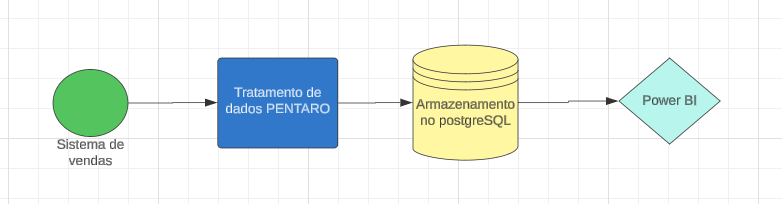 Sistema de
vendas
Tratamento de
dados PENTARO
Armazenamento
no postgreSQL
Power BI